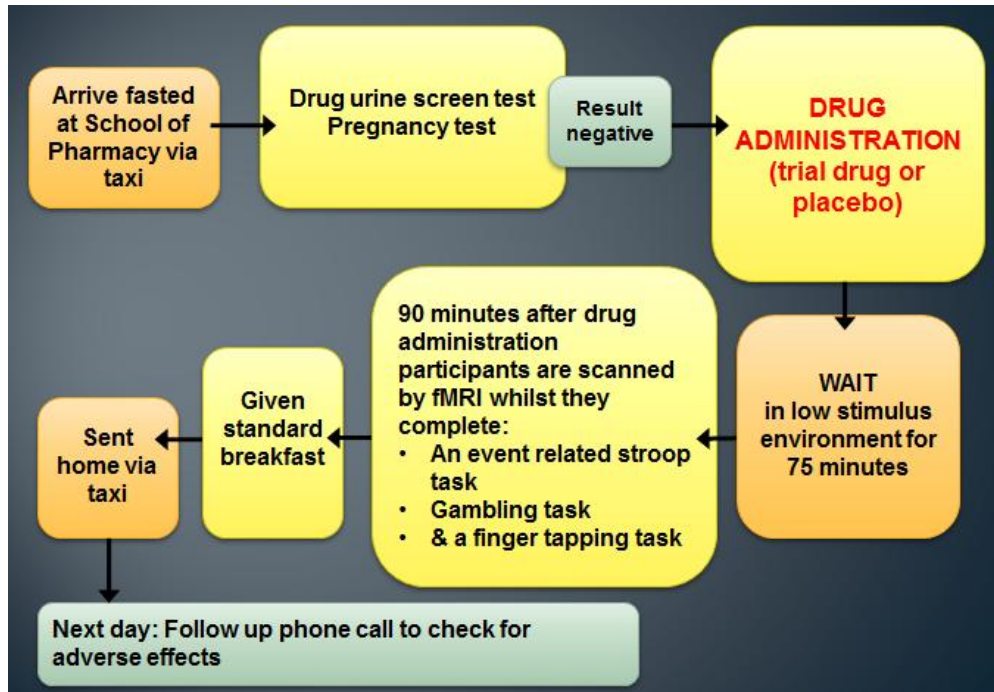 Arrive fasted
at School of
Pharmacy via
taxi
Drug urine screen test
Pregnancy test
Result
negative
DRUG
ADMINISTRATION
(trial drug or
placebo)
WAIT
in low stimulus
environment for
75 minutes
90 minutes after drug
administration
participants are scanned
by fMRI whilst they
complete:
• An event related stroop
task
• Gambling task
• & a finger tapping task
Given
standard
breakfast
Sent
home via
taxi
Next day: Follow up phone call to check for
adverse effects